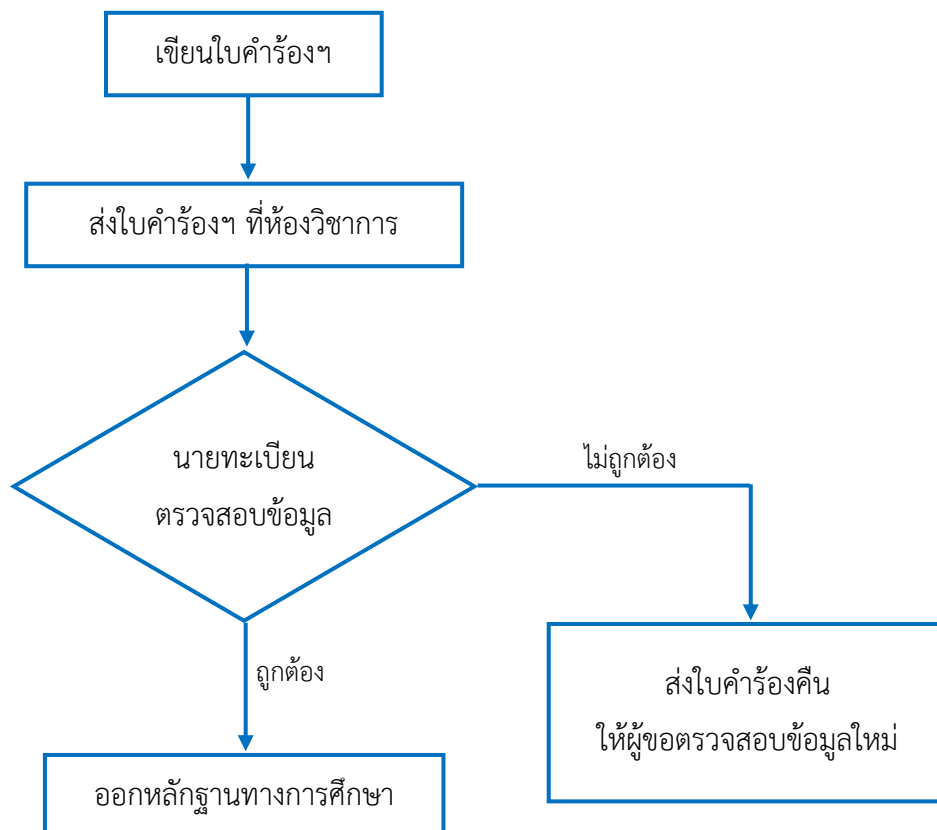 เขียนใบคำร้องฯ
ส่งใบคำร้องฯ ที่ห้องวิชาการ
นายทะเบียน
ตรวจสอบข้อมูล
ไม่ถูกต้อง
ถูกต้อง
ส่งใบคำร้องคืน
ให้ผู้ขอตรวจสอบข้อมูลใหม่
ออกหลักฐานทางการศึกษา